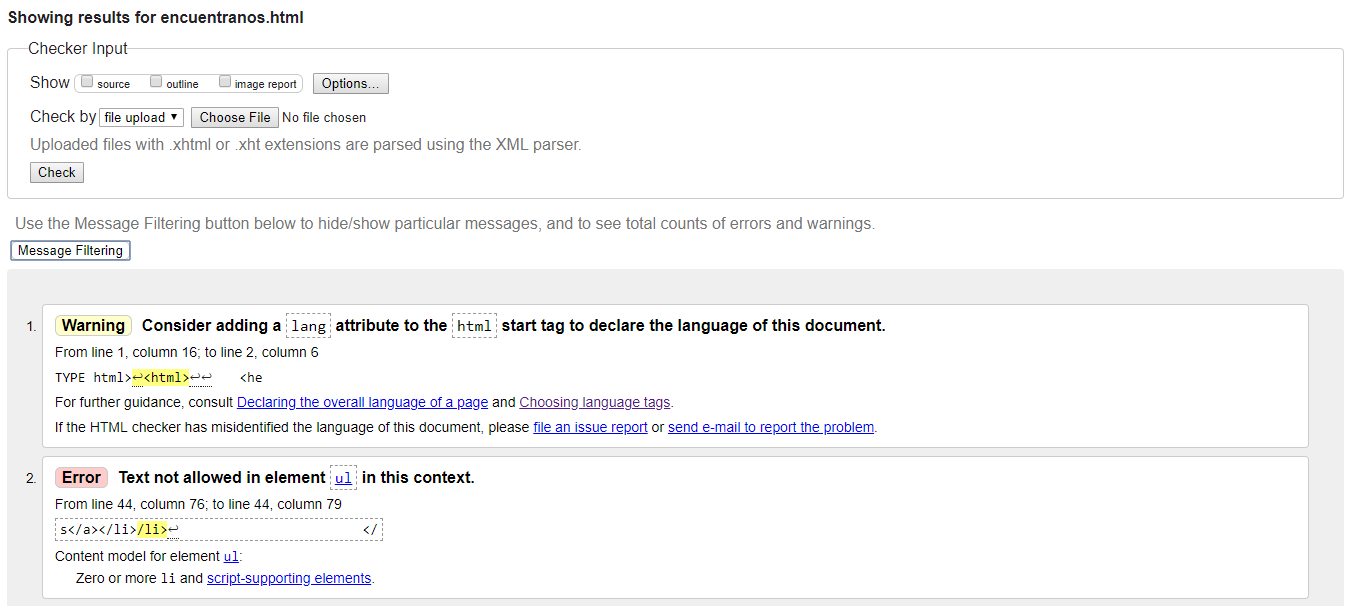 Showing results for encuentranos.html
Checker Input
Show source outline image report Options...
Check by file upload ▼ Choose File No file chosen
Uploaded files with .xhtml or .xht extensions are parsed using the XML parser.
Check
Use the Message Filtering button below to hide/show particular messages, and to see total counts of errors and warnings.
Message Filtering
1. Warning Consider adding a lang attribute to the html start tag to declare the language of this document.
From line 1, column 16; to line 2, column 6
TYPE html>↩<html>↩↩ <he
For further guidance, consult Declaring the overall language of a page and Choosing language tags.
If the HTML checker has misidentified the language of this document, please file an issue report or send e-mail to report the problem.
2. Error Text not allowed in element ul in this context.
From line 44, column 76; to line 44, column 79
s</a></li>/li>↩ </
Content model for element ul:
Zero or more li and script-supporting elements.